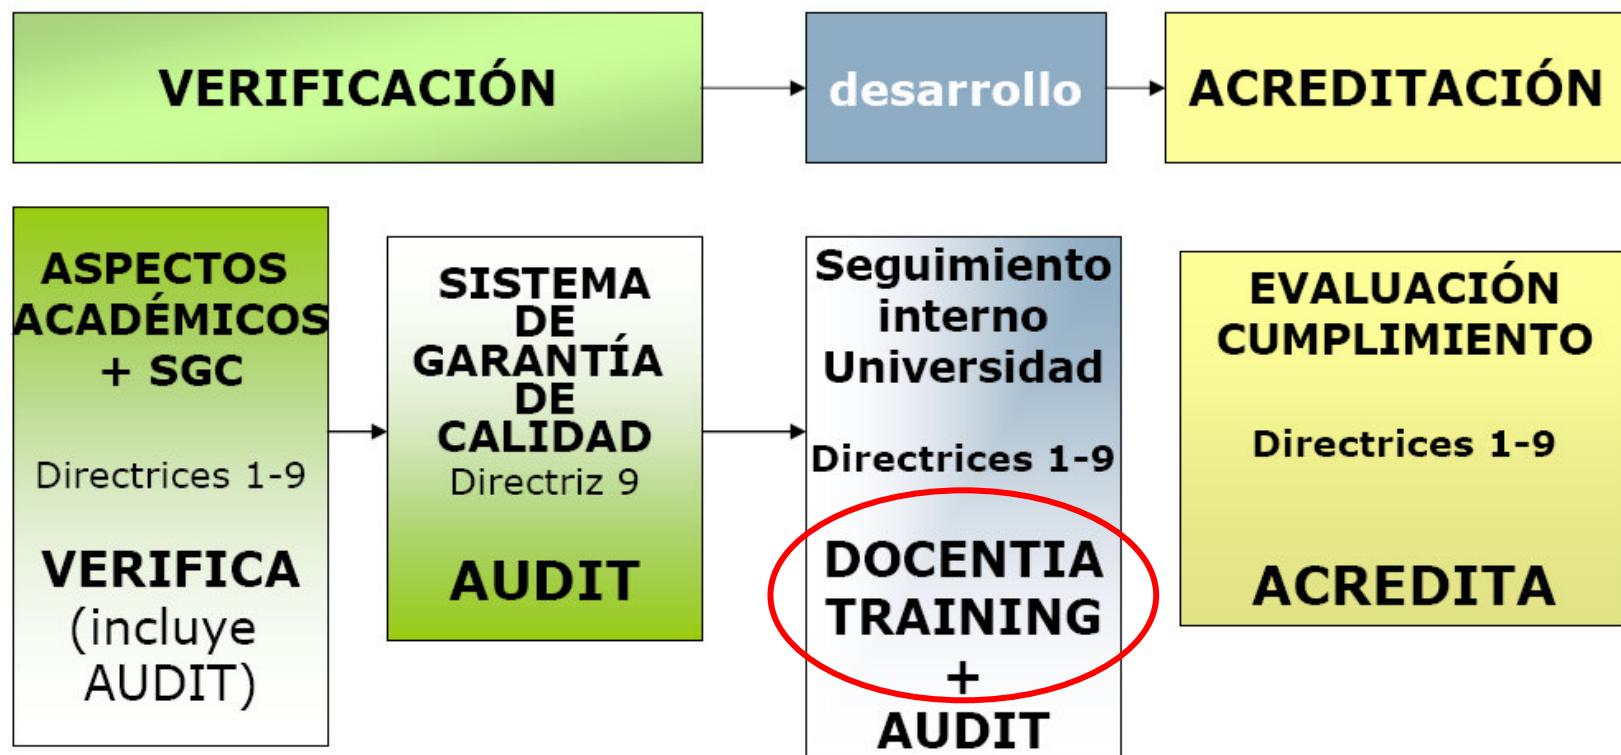 VERIFICACIÓN
desarrollo
ACREDITACIÓN
ASPECTOS
ACADÉMICOS
+ SGC
Directrices 1-9
VERIFICA
(incluye
AUDIT)
SISTEMA
DE
GARANTÍA
DE
CALIDAD
Directriz 9
AUDIT
Seguimiento
interno
Universidad
Directrices 1-9
DOCENTIA
TRAINING
+
AUDIT
EVALUACIÓN
CUMPLIMIENTO
Directrices 1-9
ACREDITA